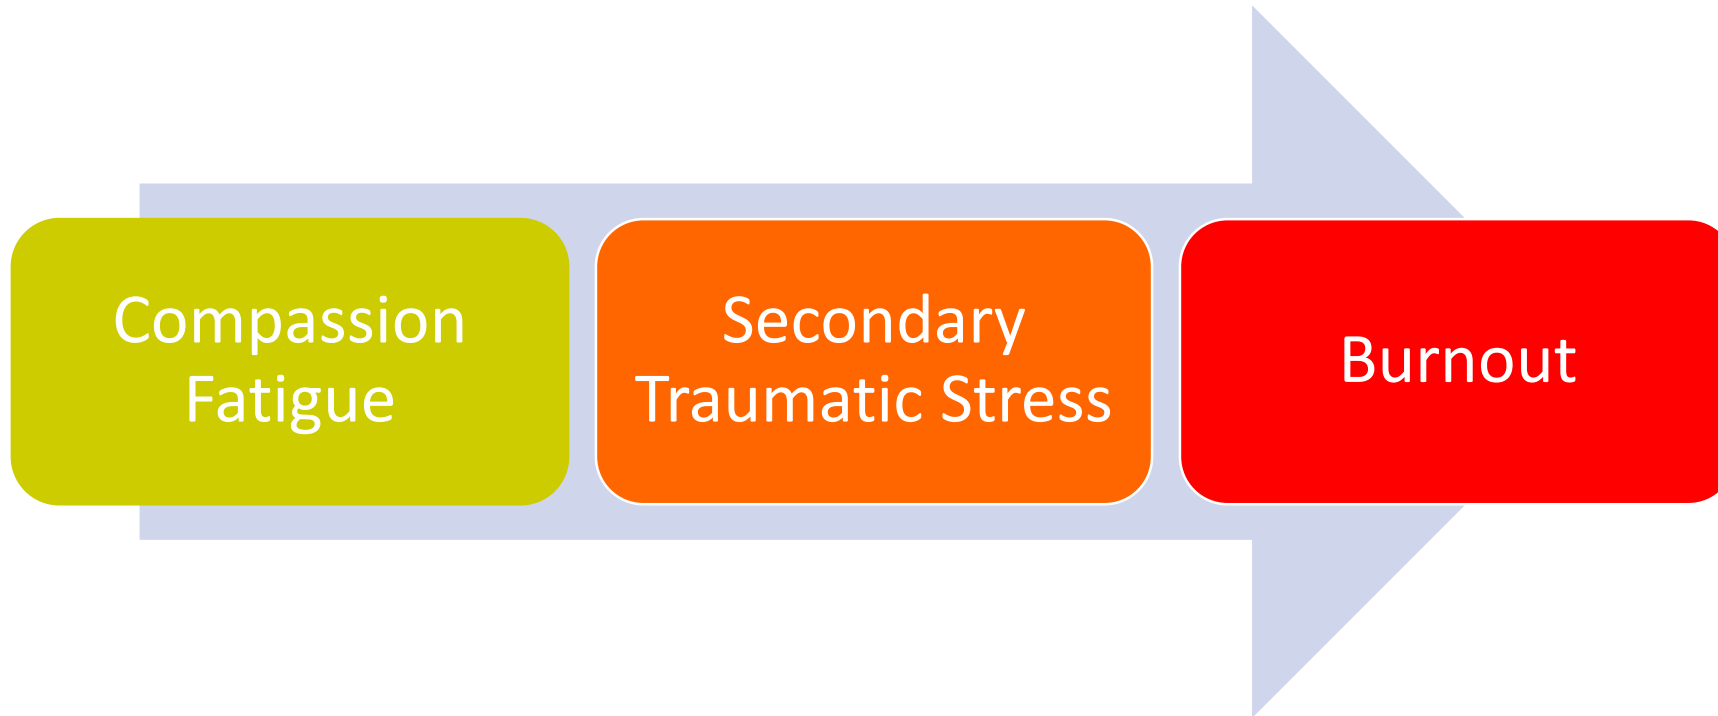 Compassion
Fatigue
Secondary
Traumatic Stress
Burnout